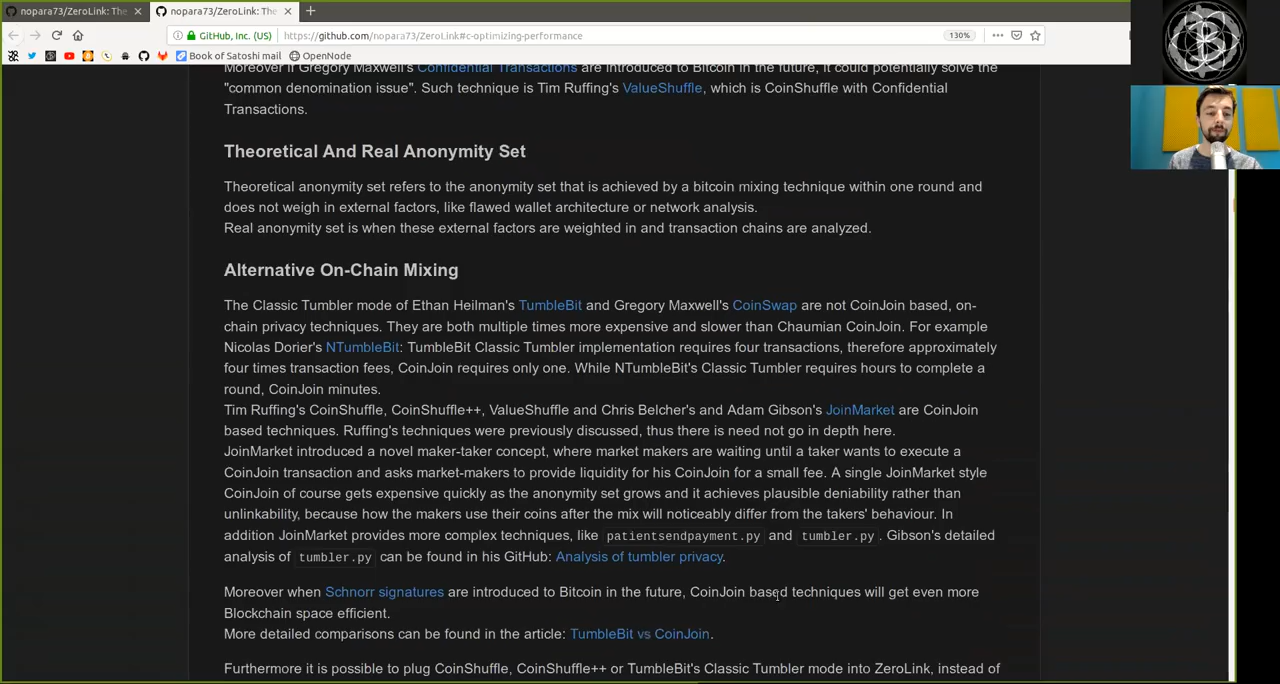 nopara73/ZeroLink: The
nopara73/ZeroLink: The
GitHub, Inc. (US)
https://github.com/nopara73/ZeroLink#c-optimizing-performance
130%
Book of Satoshi mail
OpenNode
Moreover if Gregory Maxwell's Confidential Transactions are introduced to Bitcoin in the future, it could potentially solve the
"common denomination issue". Such technique is Tim Ruffing's ValueShuffle, which is CoinShuffle with Confidential
Transactions.
Theoretical And Real Anonymity Set
Theoretical anonymity set refers to the anonymity set that is achieved by a bitcoin mixing technique within one round and
does not weigh in external factors, like flawed wallet architecture or network analysis.
Real anonymity set is when these external factors are weighted in and transaction chains are analyzed.
Alternative On-Chain Mixing
The Classic Tumbler mode of Ethan Heilman's TumbleBit and Gregory Maxwell's CoinSwap are not CoinJoin based, on-
chain privacy techniques. They are both multiple times more expensive and slower than Chaumian CoinJoin. For example
Nicolas Dorier's NTumbleBit: TumbleBit Classic Tumbler implementation requires four transactions, therefore approximately
four times transaction fees, CoinJoin requires only one. While NTumbleBit's Classic Tumbler requires hours to complete a
round, CoinJoin minutes.
Tim Ruffing's CoinShuffle, CoinShuffle++, ValueShuffle and Chris Belcher's and Adam Gibson's JoinMarket are CoinJoin
based techniques. Ruffing's techniques were previously discussed, thus there is need not go in depth here.
JoinMarket introduced a novel maker-taker concept, where market makers are waiting until a taker wants to execute a
CoinJoin transaction and asks market-makers to provide liquidity for his CoinJoin for a small fee. A single JoinMarket style
CoinJoin of course gets expensive quickly as the anonymity set grows and it achieves plausible deniability rather than
unlinkability, because how the makers use their coins after the mix will noticeably differ from the takers' behaviour. In
addition JoinMarket provides more complex techniques, like patientsendpayment.py and tumbler.py. Gibson's detailed
analysis of tumbler.py can be found in his GitHub: Analysis of tumbler privacy.
Moreover when Schnorr signatures are introduced to Bitcoin in the future, CoinJoin based techniques will get even more
Blockchain space efficient.
More detailed comparisons can be found in the article: TumbleBit vs CoinJoin.
Furthermore it is possible to plug CoinShuffle, CoinShuffle++ or TumbleBit's Classic Tumbler mode into ZeroLink, instead of